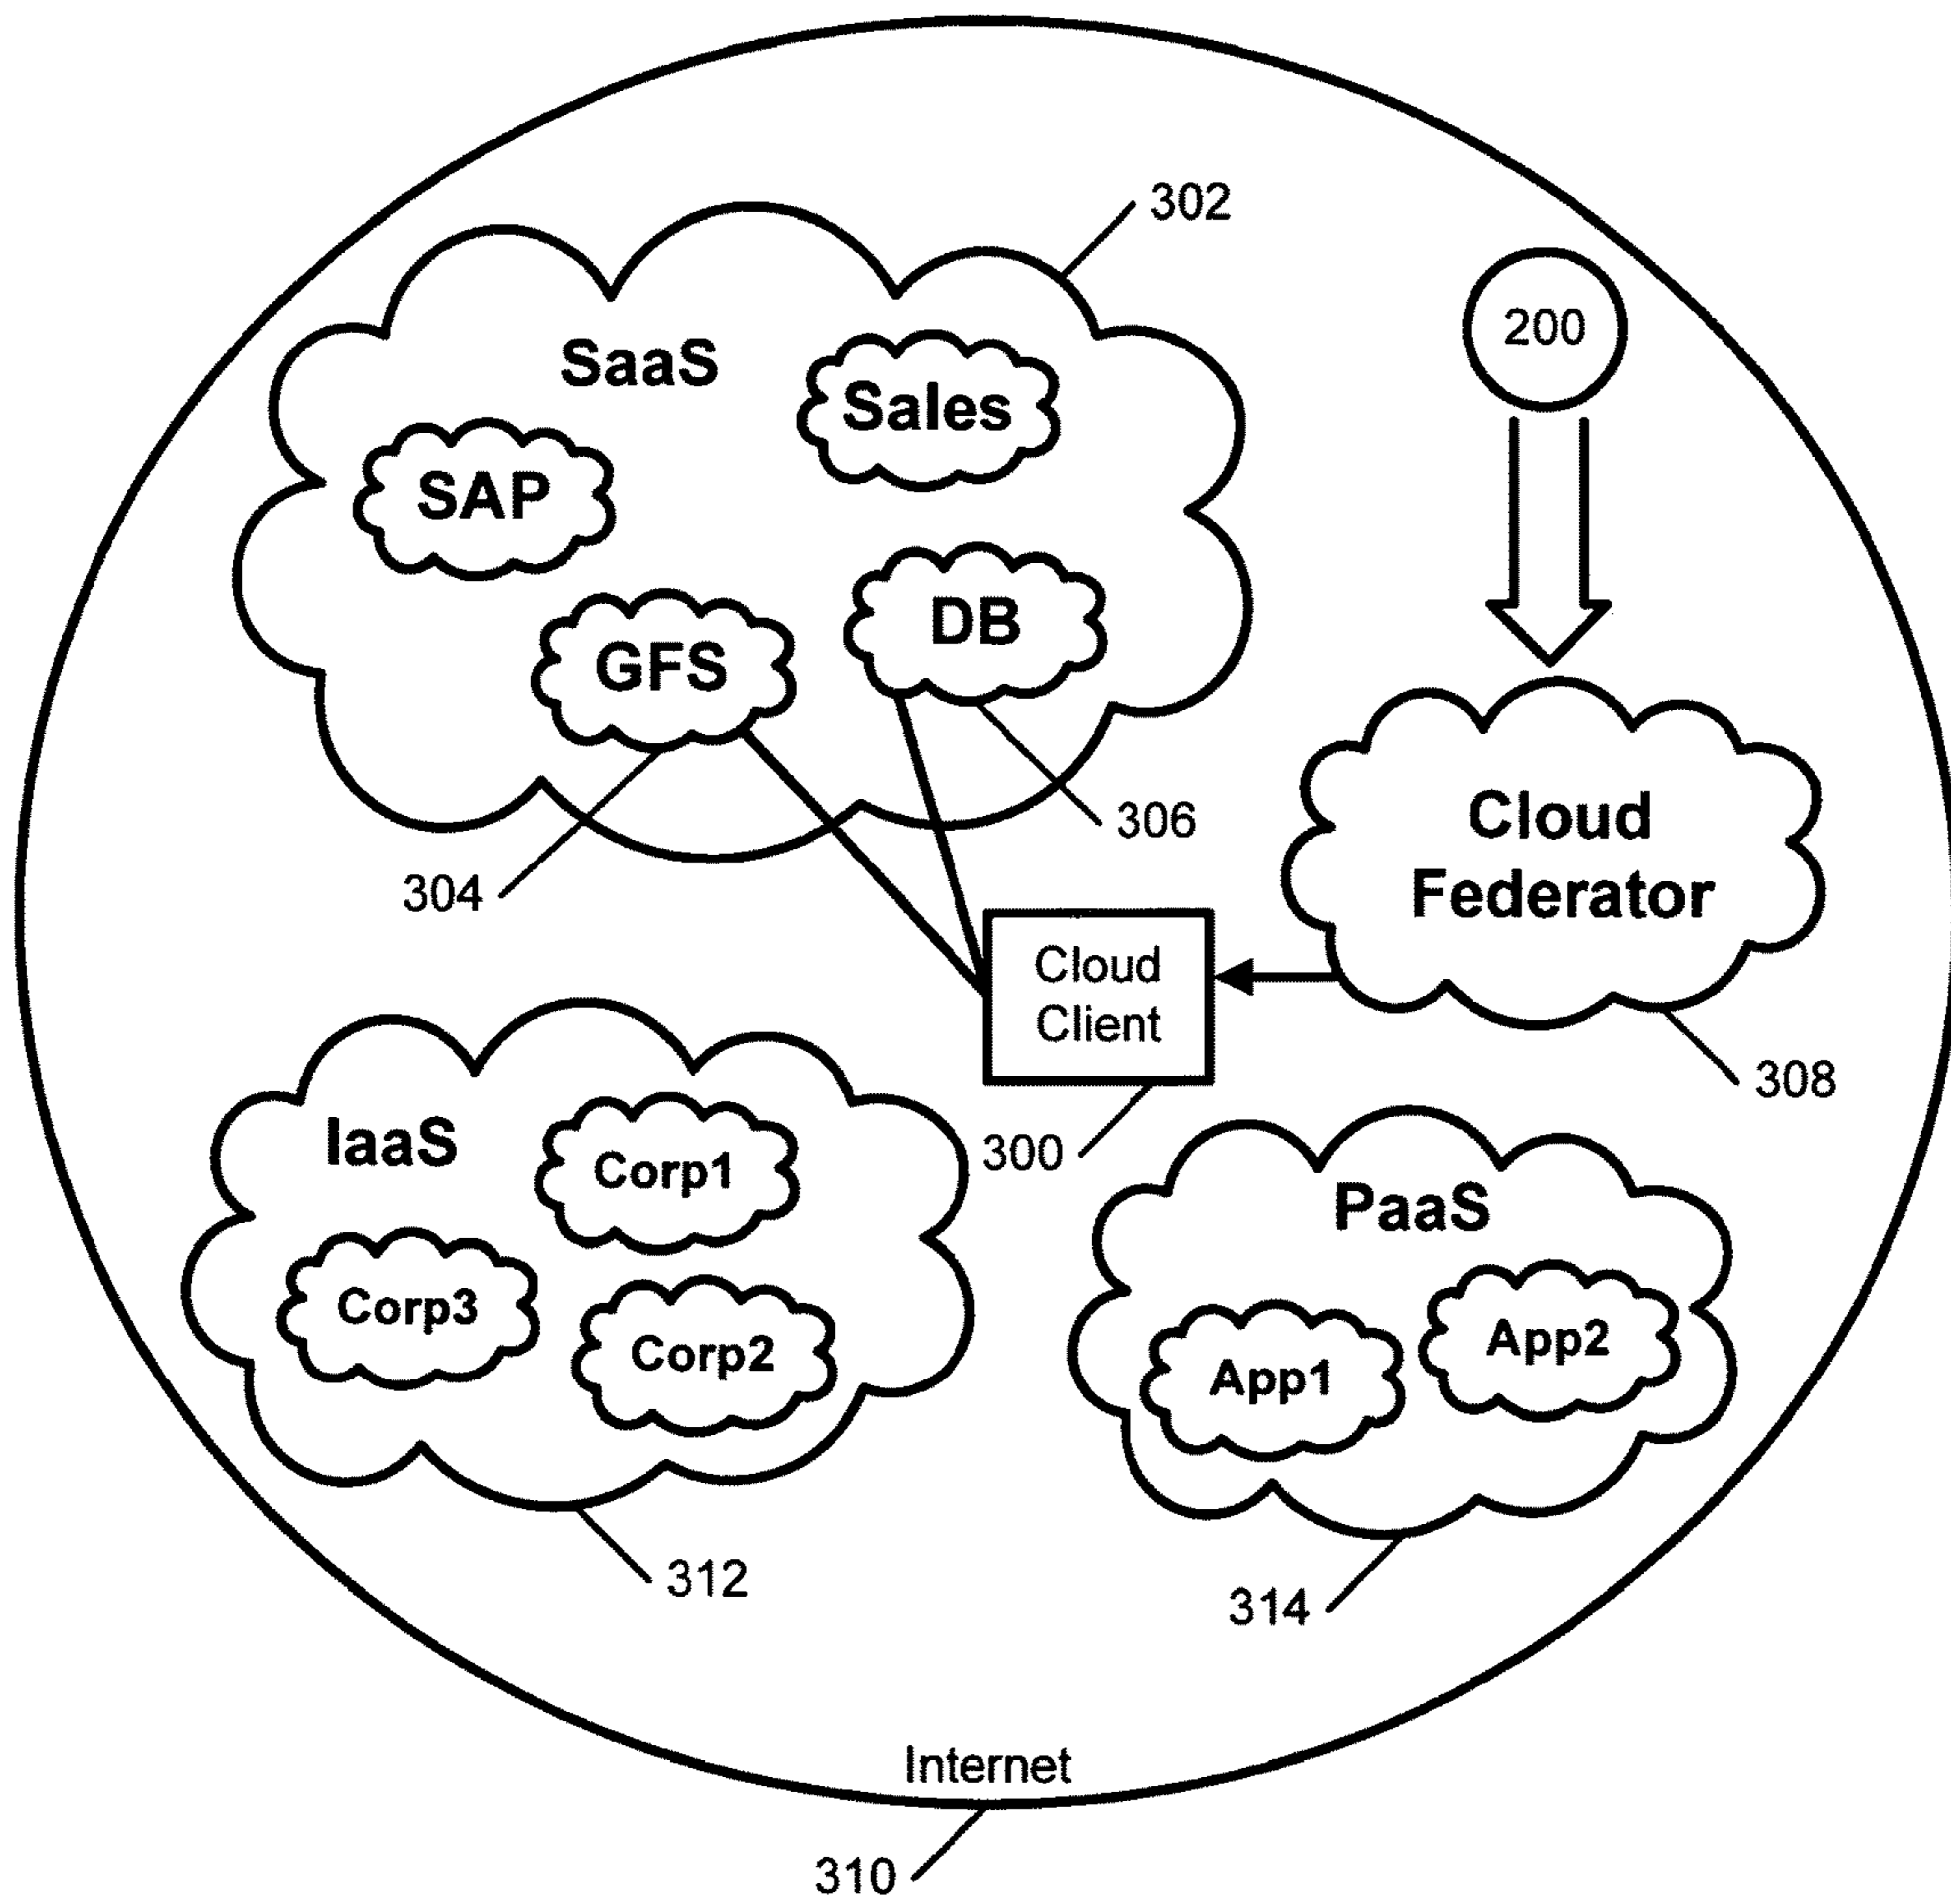 302
200
SaaS
Sales
SAP
DB
GFS
306
304
Cloud
Federator
Cloud
Client
308
300
IaaS
Corp1
Corp3
Corp2
PaaS
App2
App1
312
314
Internet
310